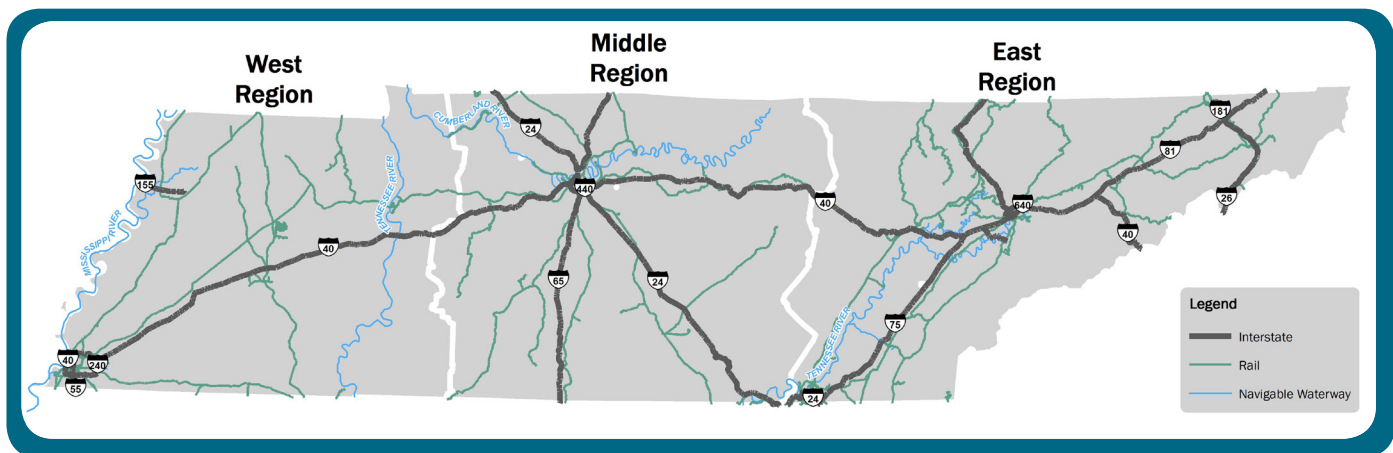 West
Region
Middle
Region
East
Region
CUMBERLAND RIVER
TENNESSEE RIVER
MISSISSIPPI RIVER
TENNESSEE RIVER
24
155
440
40
40
65
24
40
240
55
24
75
640
40
81
181
26
Legend
Interstate
Rail
Navigable Waterway